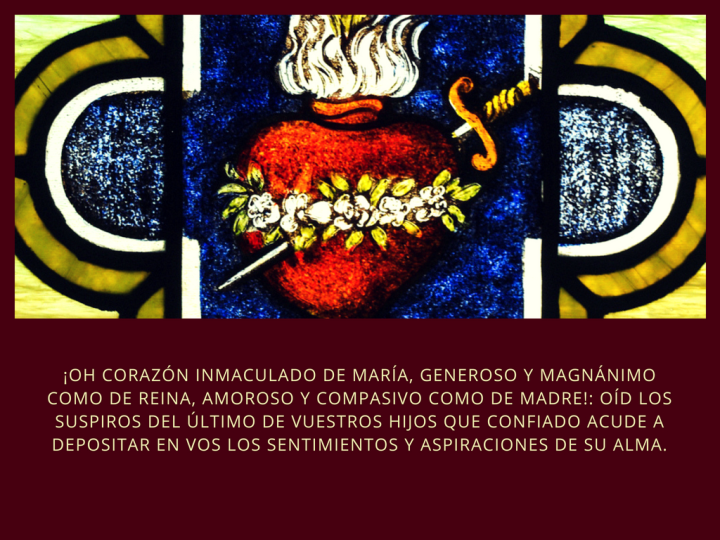 ¡OH CORAZÓN INMACULADO DE MARÍA, GENEROSO Y MAGNÁNIMO
COMO DE REINA, AMOROSO Y COMPASIVO COMO DE MADRE!: OÍD LOS
SUSPIROS DEL ÚLTIMO DE VUESTROS HIJOS QUE CONFIADO ACUDE A
DEPOSITAR EN VOS LOS SENTIMIENTOS Y ASPIRACIONES DE SU ALMA.